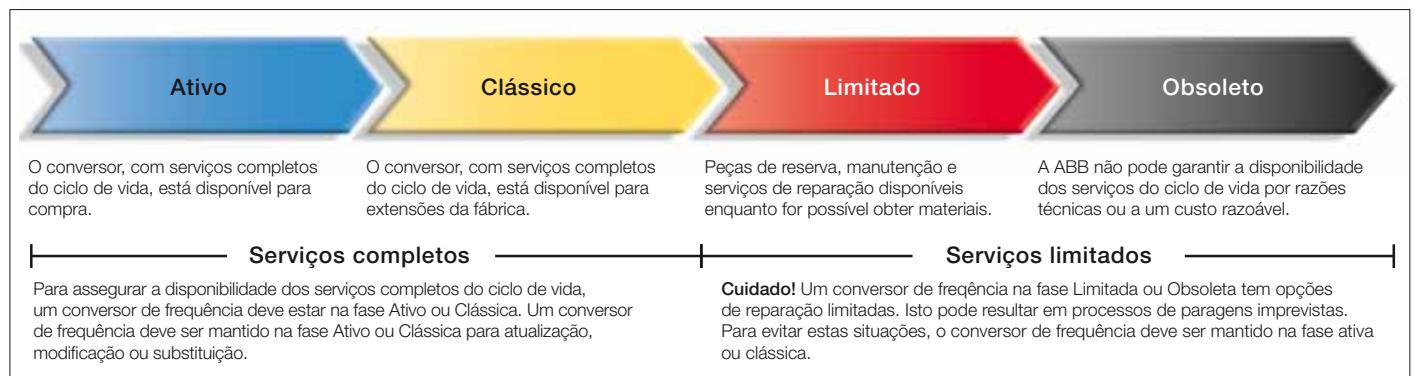 Ativo
Clássico
Limitado
Obsoleto
O conversor, com serviços completos
do ciclo de vida, está disponível para
compra.
O conversor, com serviços completos
do ciclo de vida, está disponível para
extensões da fábrica.
Peças de reserva, manutenção e
serviços de reparação disponíveis
enquanto for possível obter materiais.
A ABB não pode garantir a disponibilidade
dos serviços do ciclo de vida por razões
técnicas ou a um custo razoável.
Serviços completos
Serviços limitados
Para assegurar a disponibilidade dos serviços completos do ciclo de vida,
um conversor de frequência deve estar na fase Ativo ou Clássica. Um conversor
de frequência deve ser mantido na fase Ativo ou Clássica para atualização,
modificação ou substituição.
Cuidado! Um conversor de freqência na fase Limitada ou Obsoleta tem opções
de reparação limitadas. Isto pode resultar em processos de paragens imprevistas.
Para evitar estas situações, o conversor de frequência deve ser mantido na fase ativa
ou clássica.